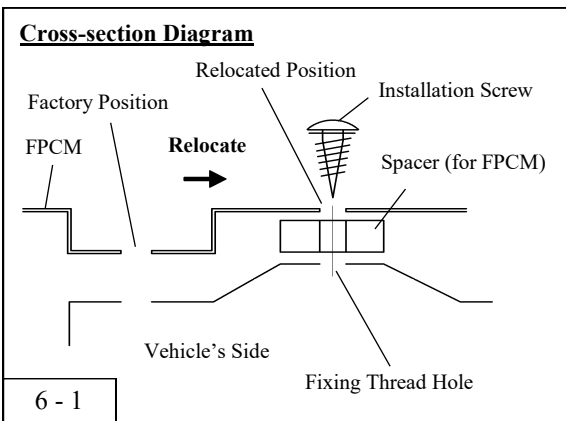 Cross-section Diagram
Relocated Position
Installation Screw
Factory Position
FPCM
Relocate
Spacer (for FPCM)
Vehicle’s Side
Fixing Thread Hole
6 - 1